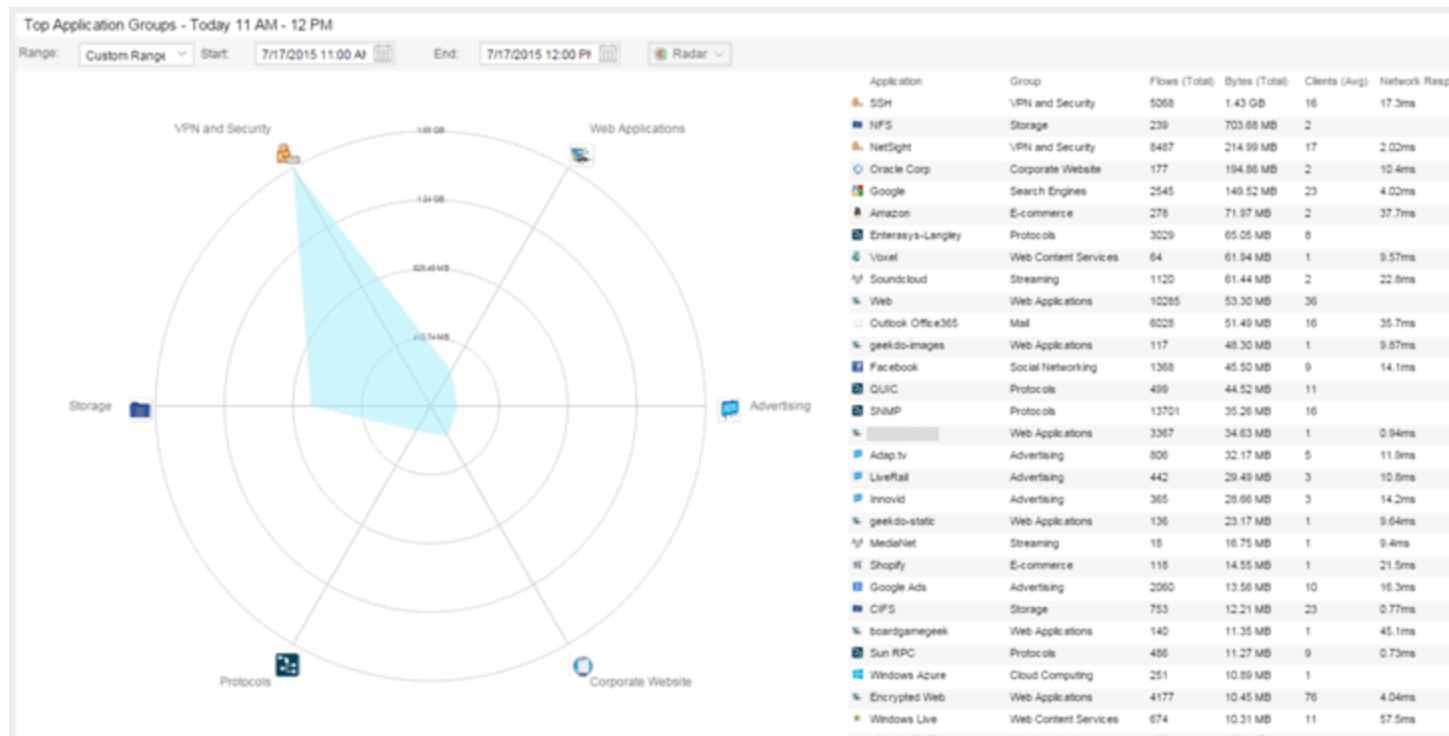 Top Application Groups - Today 11 AM - 12 PM
Range: Custom Range Start: 7/17/2015 11:00 AM End: 7/17/2015 12:00 PM Radar
VPN and Security
Web Applications
1.65 GB
1.24 GB
825.48 MB
412.74 MB
Storage
Advertising
Protocols
Corporate Website
Application Group Flows (Total) Bytes (Total) Clients (Avg) Network Resp
SSH VPN and Security 5068 1.43 GB 16 17.3ms
NFS Storage 239 703.68 MB 2
NetSight VPN and Security 8487 214.99 MB 17 2.02ms
Oracle Corp Corporate Website 177 194.86 MB 2 10.4ms
Google Search Engines 2545 149.52 MB 23 4.02ms
Amazon E-commerce 278 71.97 MB 2 37.7ms
Enterasys-Langley Protocols 3029 65.05 MB 8
Voxel Web Content Services 64 61.94 MB 1 9.57ms
Soundcloud Streaming 1120 61.44 MB 2 22.8ms
Web Web Applications 10285 53.30 MB 36
Outlook Office365 Mail 6028 51.49 MB 16 35.7ms
geekdo-images Web Applications 117 48.30 MB 1 9.87ms
Facebook Social Networking 1368 45.50 MB 9 14.1ms
QUIC Protocols 499 44.52 MB 11
SNMP Protocols 13701 35.26 MB 16
Web Applications 3367 34.63 MB 1 0.94ms
Adap.tv Advertising 806 32.17 MB 5 11.9ms
LiveRail Advertising 442 29.49 MB 3 10.8ms
Innovid Advertising 365 28.66 MB 3 14.2ms
geekdo-static Web Applications 136 23.17 MB 1 9.64ms
MediaNet Streaming 18 16.75 MB 1 9.4ms
Shopify E-commerce 118 14.55 MB 1 21.5ms
Google Ads Advertising 2060 13.56 MB 10 16.3ms
CIFS Storage 753 12.21 MB 23 0.77ms
boardgamegeek Web Applications 140 11.35 MB 1 45.1ms
Sun RPC Protocols 486 11.27 MB 9 0.73ms
Windows Azure Cloud Computing 251 10.89 MB 1
Encrypted Web Web Applications 4177 10.45 MB 76 4.04ms
Windows Live Web Content Services 674 10.31 MB 11 57.5ms